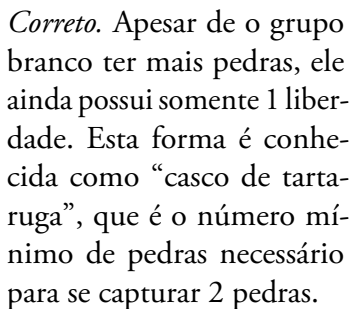 Correto. Apesar de o grupo
branco ter mais pedras, ele
ainda possui somente 1 liber-
dade. Esta forma é conhe-
cida como “casco de tarta-
ruga”, que é o número mí-
nimo de pedras necessário
para se capturar 2 pedras.